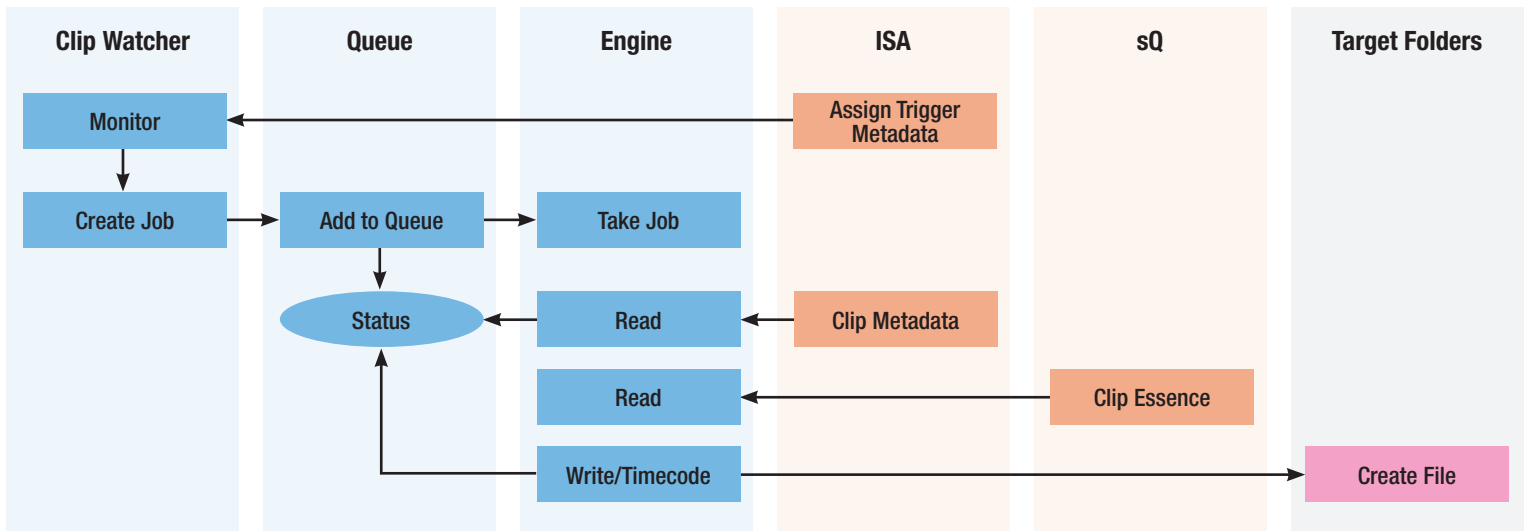 Clip Watcher
Queue
Engine
ISA
sQ
Target Folders
Monitor
Assign Trigger
Metadata
Create Job
Add to Queue
Take Job
Status
Read
Clip Metadata
Read
Clip Essence
Write/Timecode
Create File